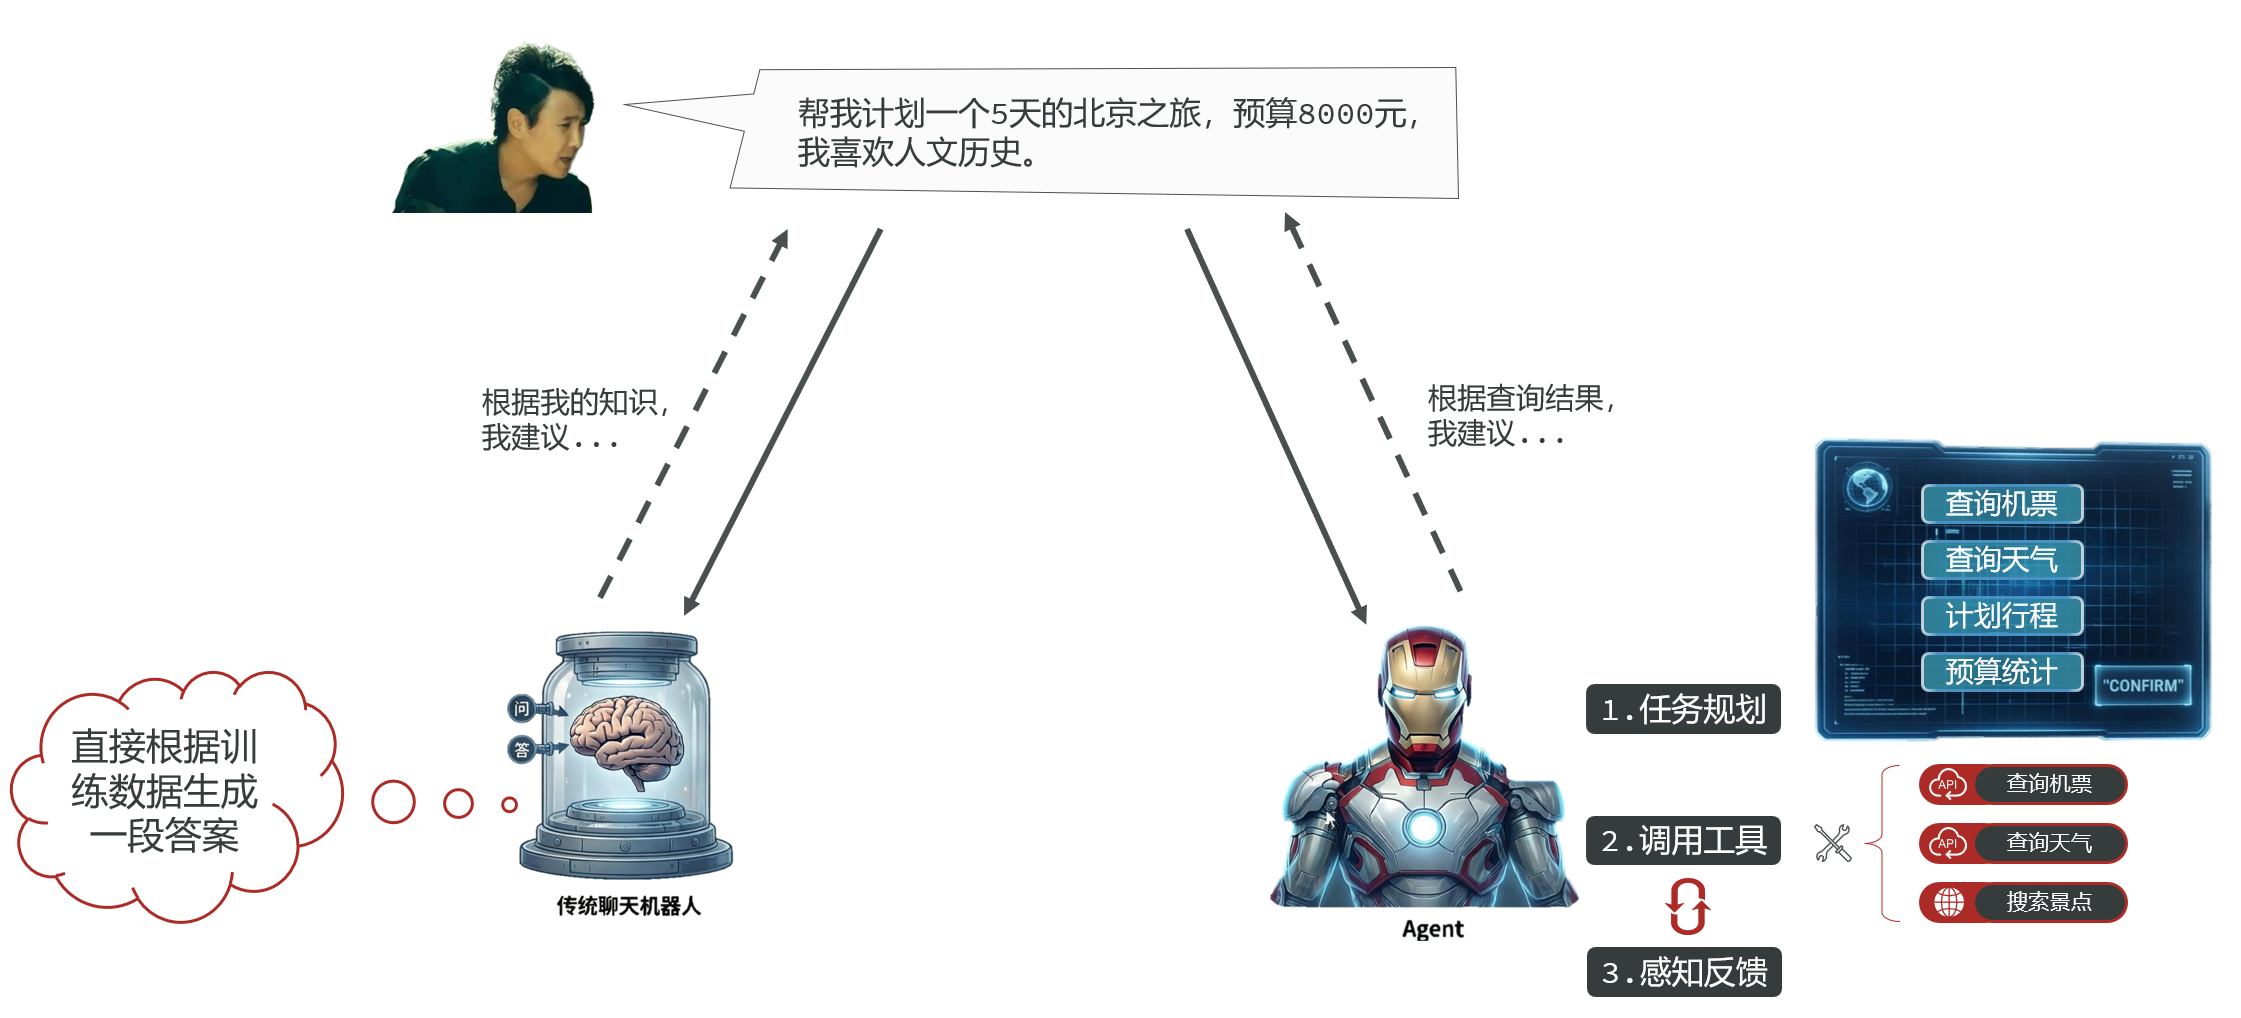 帮我计划一个5天的北京之旅，预算8000元，
我喜欢人文历史。
根据我的知识，
我建议...
根据查询结果，
我建议...
查询机票
查询天气
计划行程
预算统计
"CONFIRM"
直接根据训
练数据生成
一段答案
问
答
传统聊天机器人
Agent
1.任务规划
2.调用工具
3.感知反馈
API
查询机票
API
查询天气
搜索景点